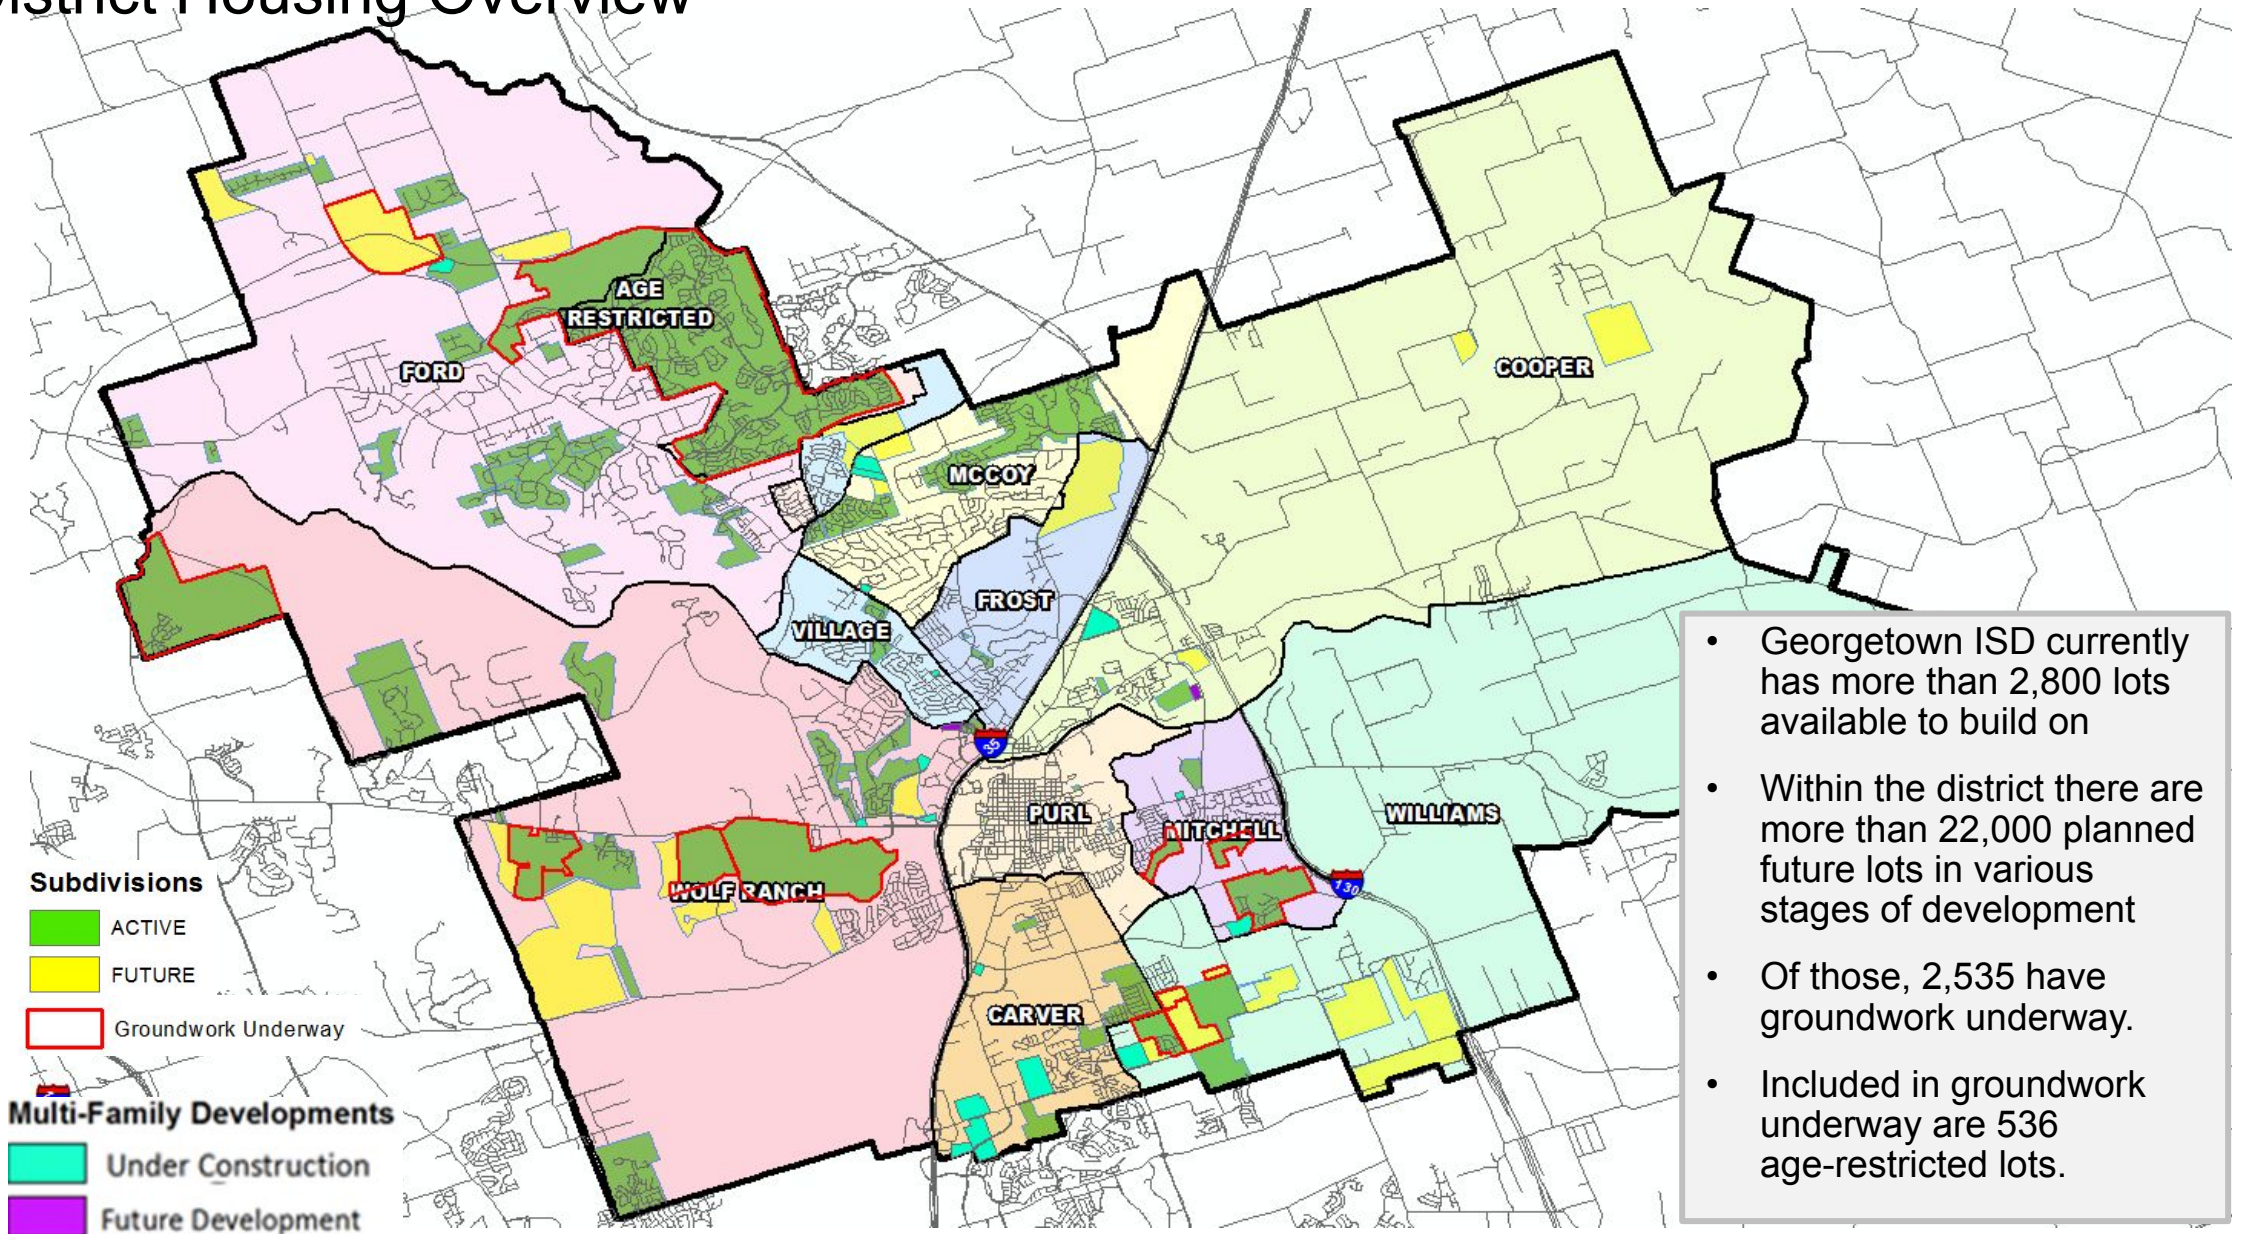 District Housing Overview
AGE
RESTRICTED
FORD
COOPER
MCCOY
FROST
VILLAGE
35
PURL
MITCHELL
WILLIAMS
130
WOLF RANCH
CARVER
Subdivisions
ACTIVE
FUTURE
Groundwork Underway
Multi-Family Developments
Under Construction
Future Development
• Georgetown ISD currently
has more than 2,800 lots
available to build on
• Within the district there are
more than 22,000 planned
future lots in various
stages of development
• Of those, 2,535 have
groundwork underway.
• Included in groundwork
underway are 536
age-restricted lots.